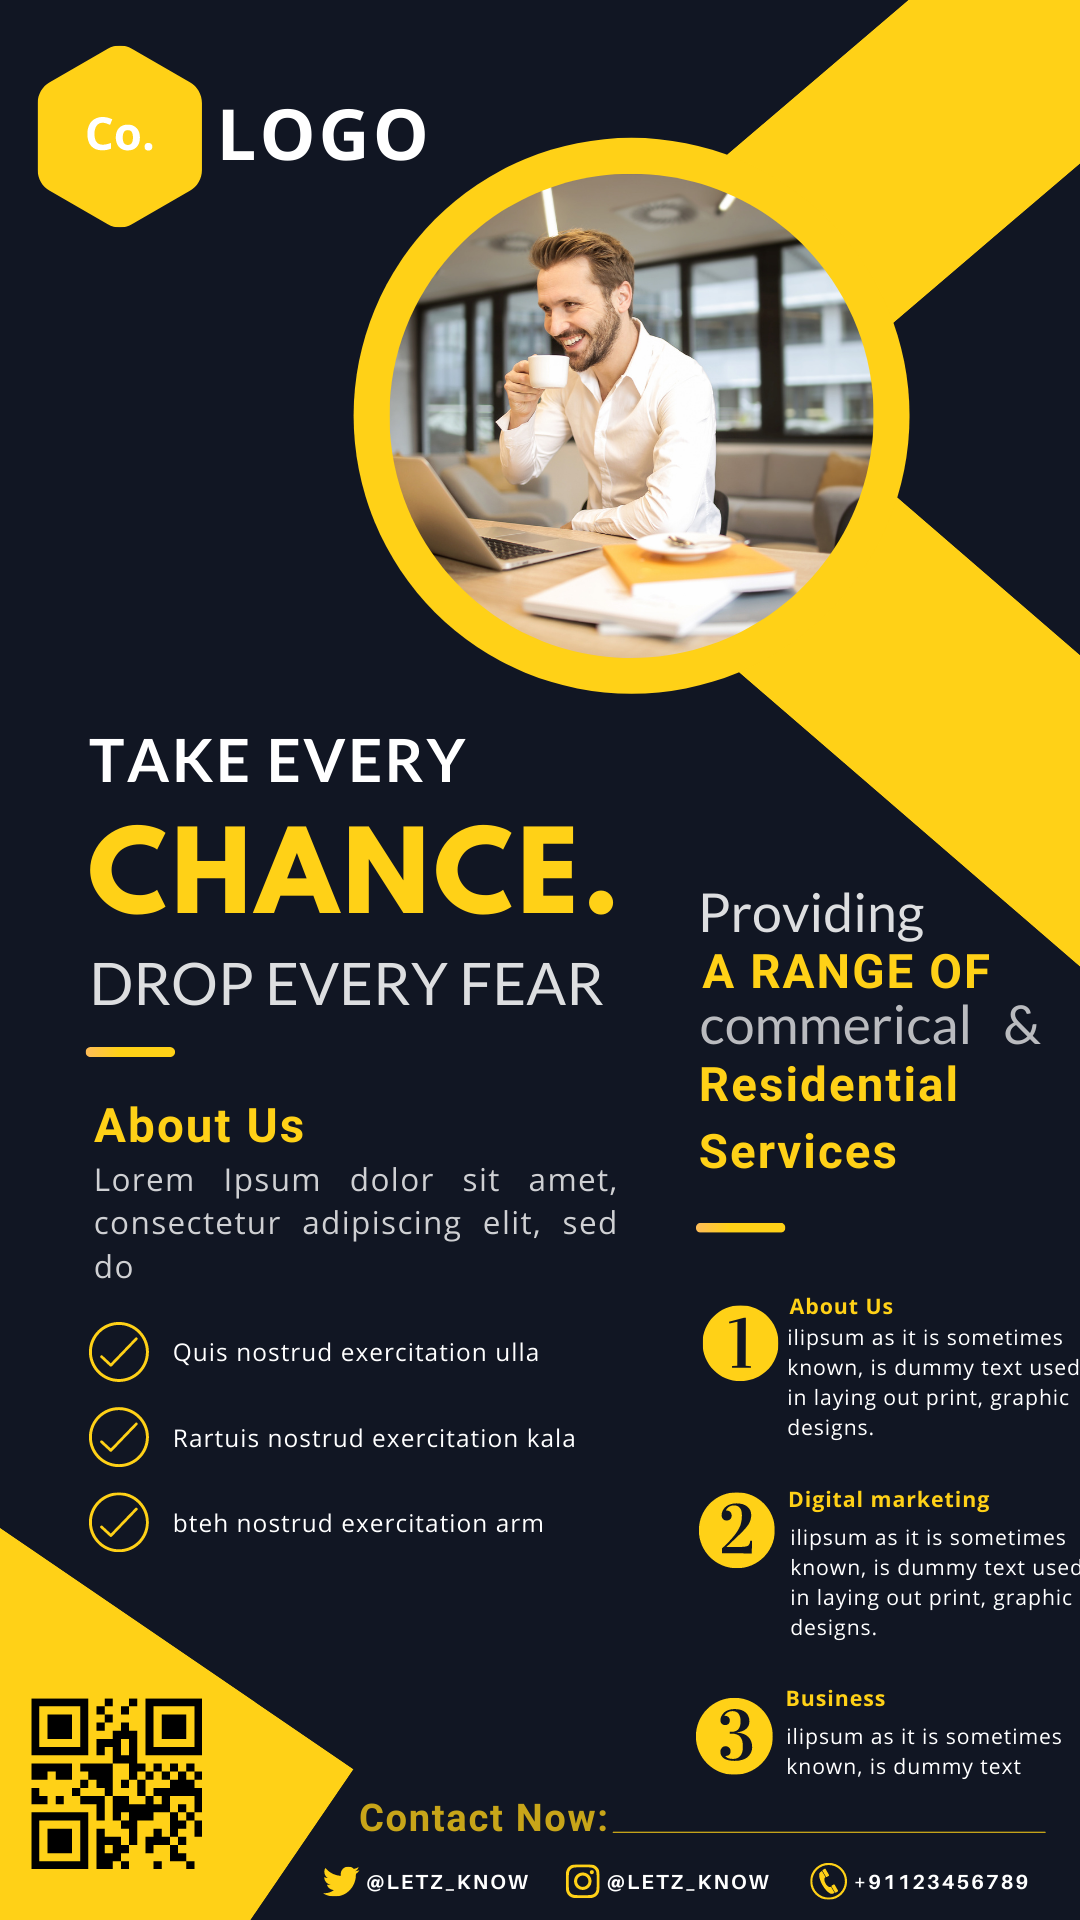 Co.
LOGO
TAKE EVERY
CHANCE.
DROP EVERY FEAR
About Us
Lorem Ipsum dolor sit amet,
consectetur adipiscing elit, sed
do
Quis nostrud exercitation ulla
Rartuis nostrud exercitation kala
bteh nostrud exercitation arm
Providing
A RANGE OF
commerical &
Residential
Services
1
About Us
ilipsum as it is sometimes
known, is dummy text used
in laying out print, graphic
designs.
2
Digital marketing
ilipsum as it is sometimes
known, is dummy text used
in laying out print, graphic
designs.
3
Business
ilipsum as it is sometimes
known, is dummy text
Contact Now:
@LETZ_KNOW
@LETZ_KNOW
+91123456789